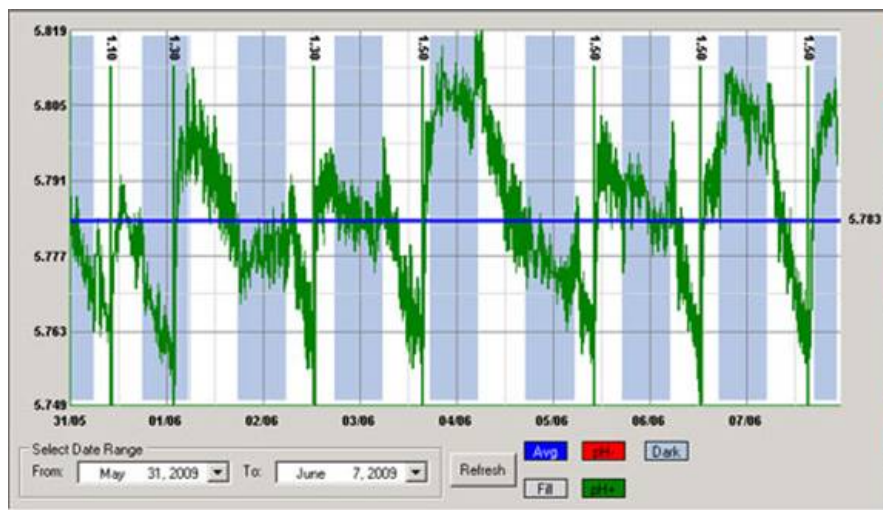 5.819
1.10
1.30
1.30
1.50
1.50
1.50
1.50
5.805
5.791
5.783
5.777
5.763
5.749
31/05 01/06 02/06 03/06 04/06 05/06 06/06 07/06
Select Date Range
From: May 31, 2009 To: June 7, 2009 Refresh
Avg pH- Dark
Fill pH+